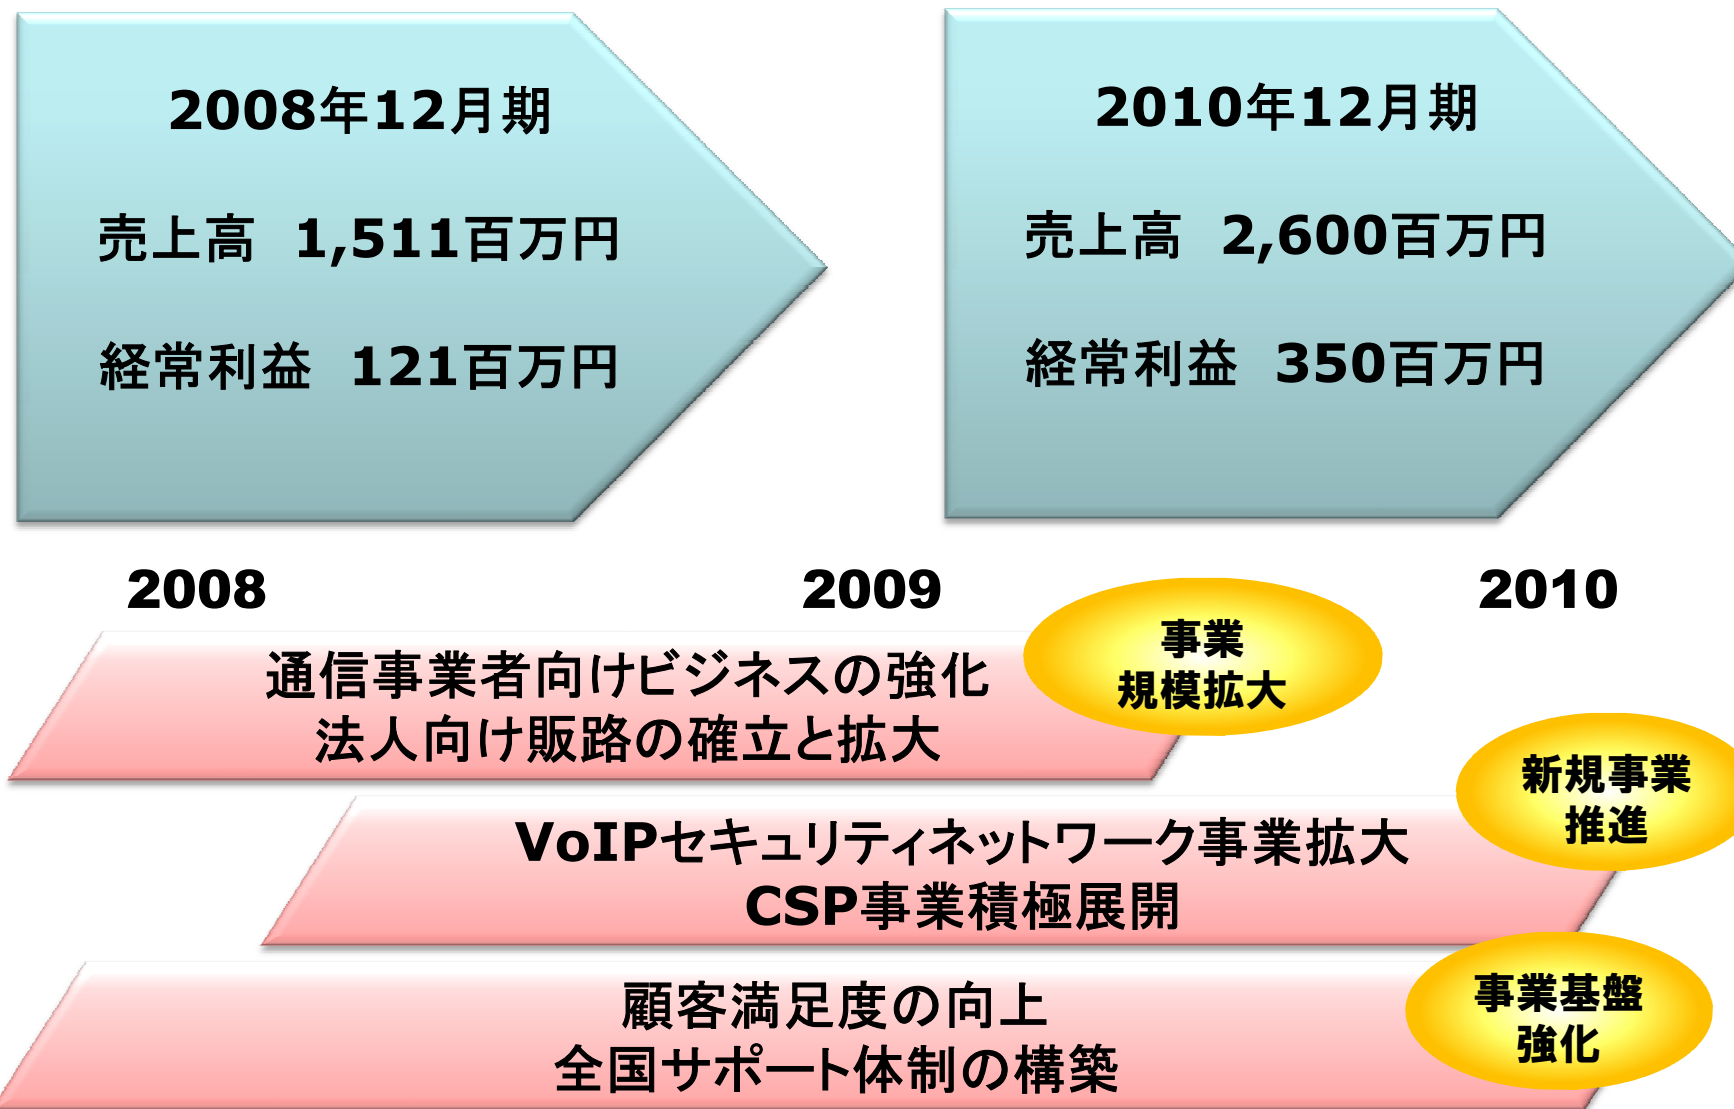 2008年12月期
売上高 1,511百万円
経常利益 121百万円
2010年12月期
売上高 2,600百万円
経常利益 350百万円
2008
2009
2010
通信事業者向けビジネスの強化
法人向け販路の確立と拡大
事業
規模拡大
VoIPセキュリティネットワーク事業拡大
CSP事業積極展開
新規事業
推進
顧客満足度の向上
全国サポート体制の構築
事業基盤
強化